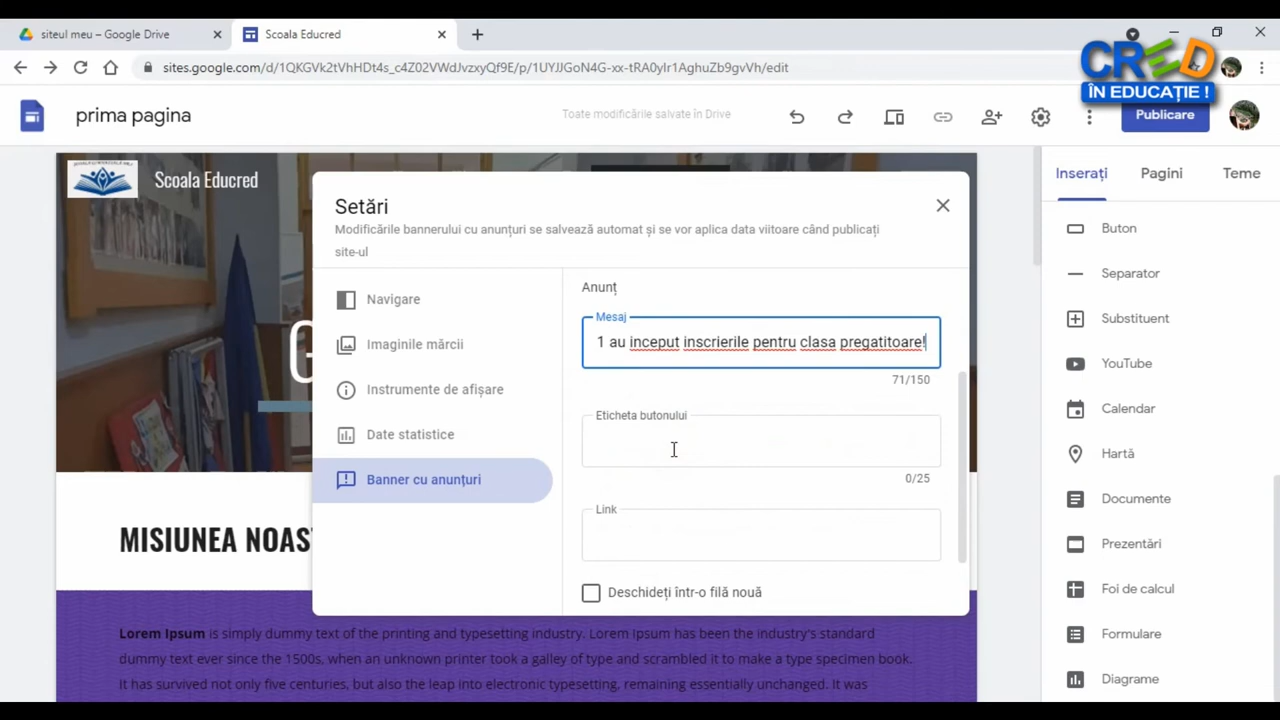 siteul meu – Google Drive
Scoala Educred
CRED
ÎN EDUCAȚIE !
sites.google.com/d/1QKGVk2tVhHDt4s_c4Z02VWdJvzxyQf9E/p/1UYJJGoN4G-xx-tRA0yIr1AghuZb9gvVh/edit
prima pagina
Toate modificările salvate în Drive
Publicare
Scoala Educred
Inserați
Pagini
Teme
Setări
Modificările bannerului cu anunțuri se salvează automat și se vor aplica data viitoare când publicați
site-ul
Navigare
Imaginile mărcii
Instrumente de afișare
Date statistice
Banner cu anunțuri
Anunț
Mesaj
1 au inceput inscrierile pentru clasa pregatitoare!
71/150
Eticheta butonului
0/25
Link
Deschideți într-o filă nouă
Buton
Separator
Substituent
YouTube
Calendar
Hartă
Documente
Prezentări
Foi de calcul
Formulare
Diagrame
MISIUNEA NOAS
Lorem Ipsum is simply dummy text of the printing and typesetting industry. Lorem Ipsum has been the industry's standard
dummy text ever since the 1500s, when an unknown printer took a galley of type and scrambled it to make a type specimen book.
It has survived not only five centuries, but also the leap into electronic typesetting, remaining essentially unchanged. It was